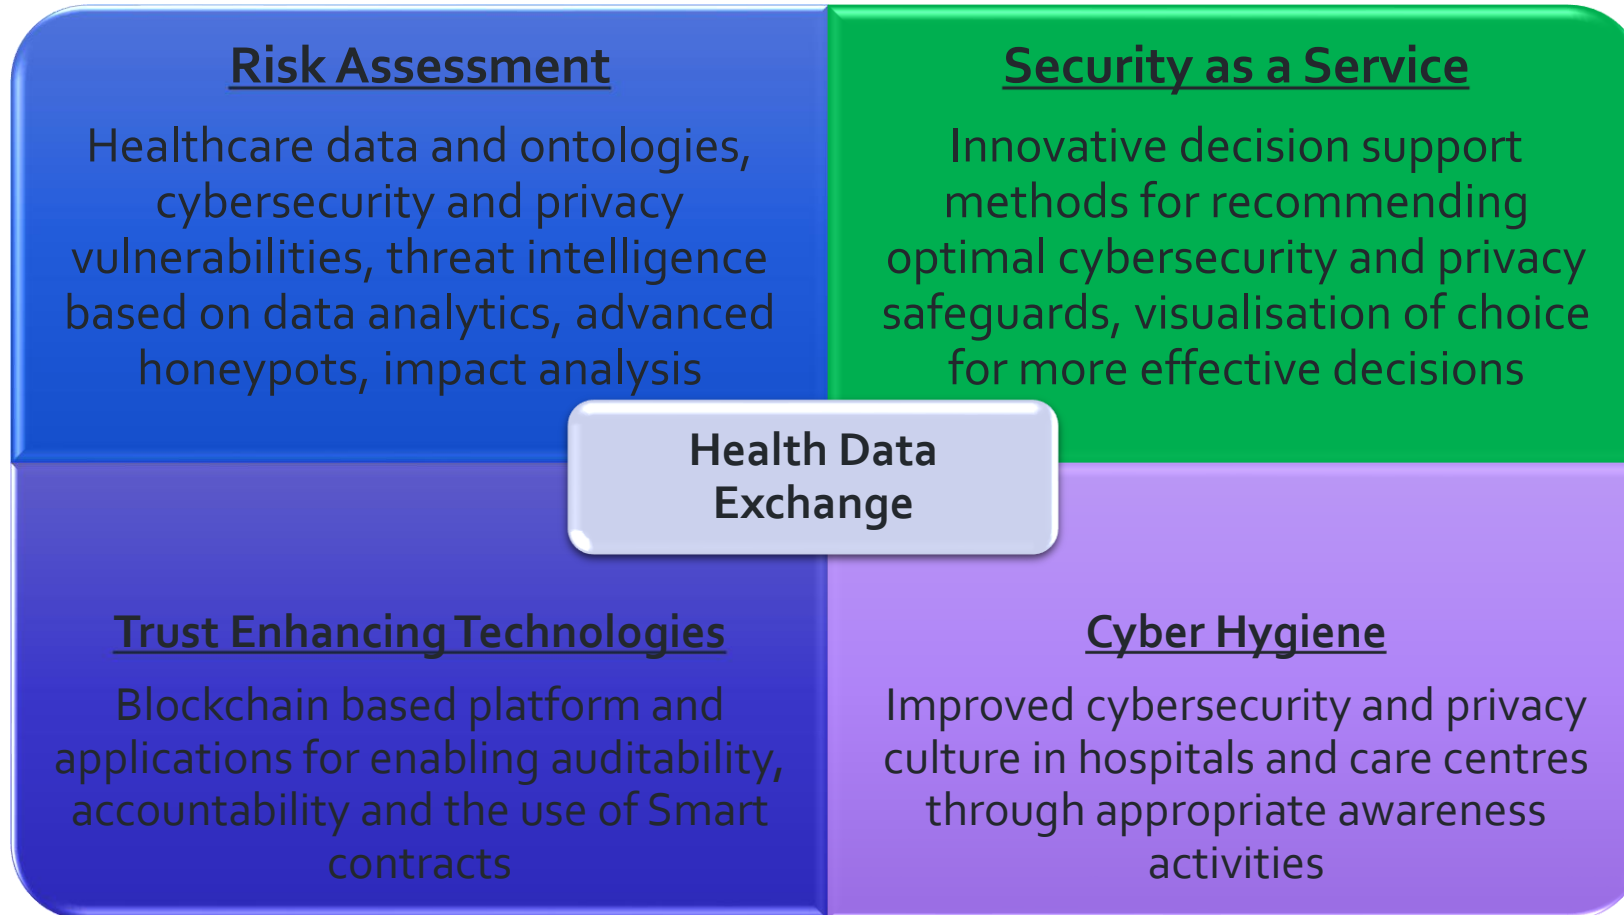 Risk Assessment
Healthcare data and ontologies,
cybersecurity and privacy
vulnerabilities, threat intelligence
based on data analytics, advanced
honeypots, impact analysis
Security as a Service
Innovative decision support
methods for recommending
optimal cybersecurity and privacy
safeguards, visualisation of choice
for more effective decisions
Health Data
Exchange
Trust Enhancing Technologies
Blockchain based platform and
applications for enabling auditability,
accountability and the use of Smart
contracts
Cyber Hygiene
Improved cybersecurity and privacy
culture in hospitals and care centres
through appropriate awareness
activities